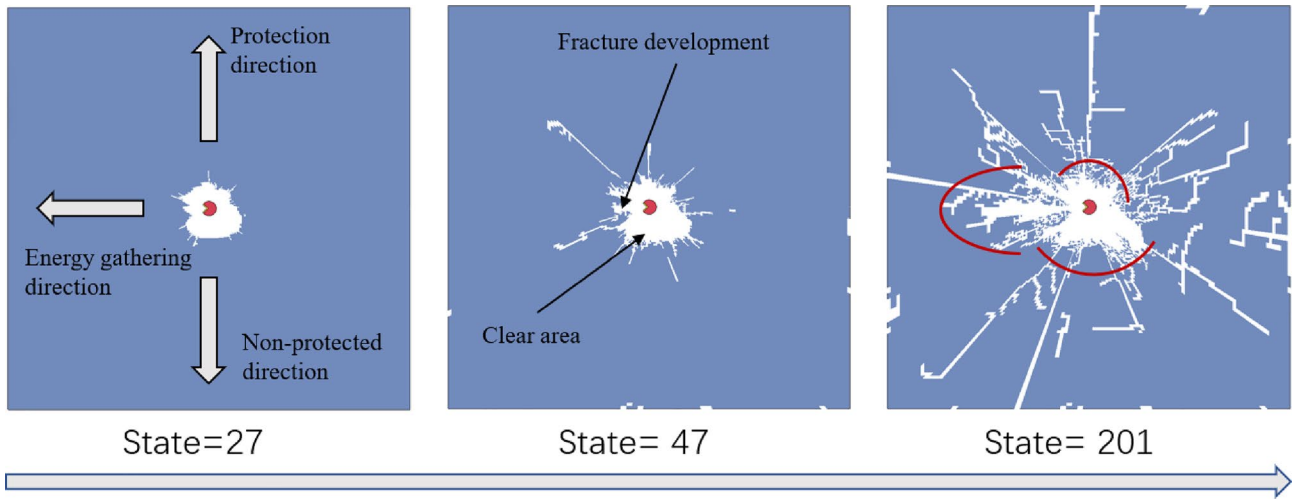 Protection
direction
Energy gathering
direction
Non-protected
direction
Fracture development
Clear area
State=27
State= 47
State= 201